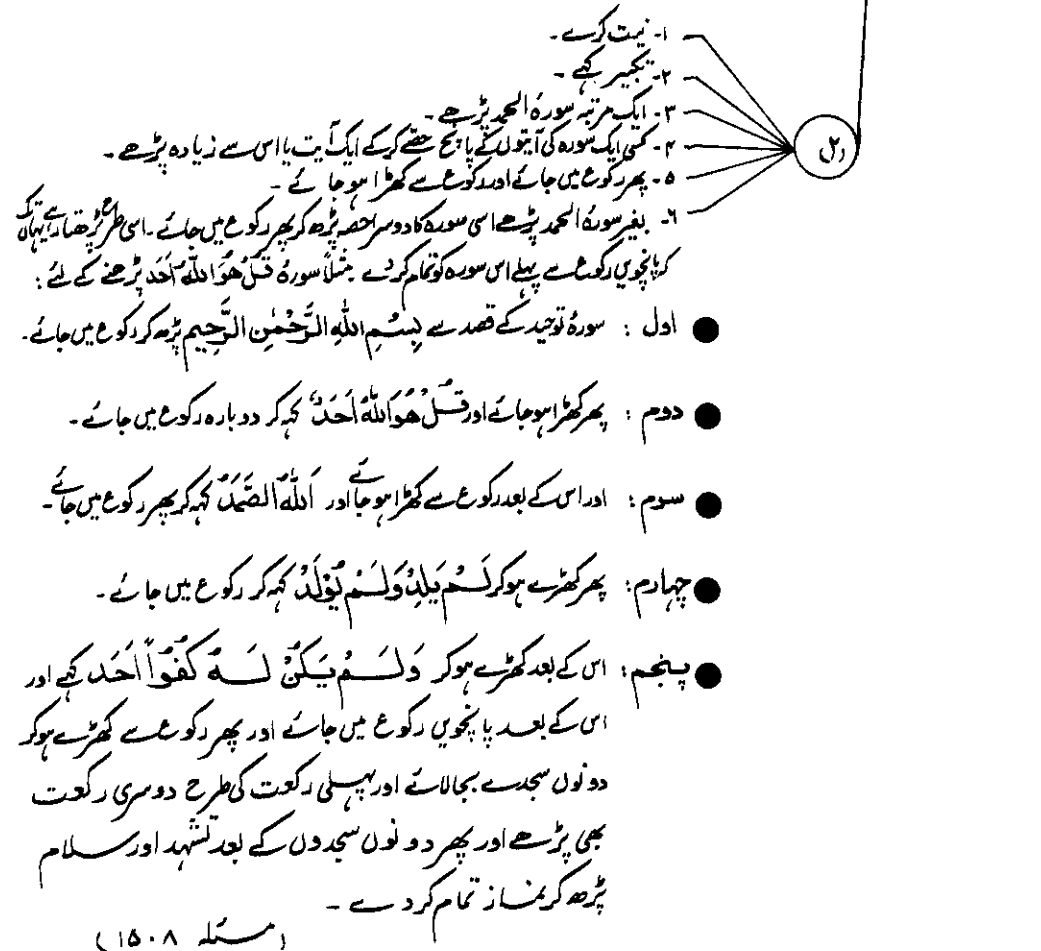 (۲)
۱۔ نیت کرے ۔
۲۔ تکبیر کہے ۔
۳۔ ایک مرتبہ سورۂ الحمد پڑھے ۔
۴۔ کسی ایک سورہ کی آیتوں کے پانچ حصّے کرکے ایک آیت یا اس سے زیادہ پڑھے ۔
۵۔ پھر رکوع میں جائے اور رکوع سے کھڑا ہو جائے ۔
۶۔ بغیر سورۂ الحمد پڑھے اسی سورہ کا دوسرا حصہ پڑھ کر پھر رکوع میں جائے ۔ اسی طرح پڑھتا رہے یہاں تک
کہ پانچویں رکوع سے پہلے اس سورہ کو تمام کر دے ۔ مثلاً سورۂ قُلْ هُوَ اللّٰهُ اَحَد پڑھنے کے لئے :
● اول : سورۂ توحید کے قصد سے بِسْمِ اللّٰهِ الرَّحْمٰنِ الرَّحِيم پڑھ کر رکوع میں جائے ۔
● دوم : پھر کھڑا ہو جائے اور قُلْ هُوَ اللّٰهُ اَحَدٌ کہہ کر دوبارہ رکوع میں جائے ۔
● سوم : اور اس کے بعد رکوع سے کھڑا ہو جائے اور اَللّٰهُ الصَّمَدُ کہہ کر پھر رکوع میں جائے ۔
● چہارم : پھر کھڑے ہوکر لَمْ يَلِدْ وَلَمْ يُوْلَدْ کہہ کر رکوع میں جائے ۔
● پنجم : اس کے بعد کھڑے ہوکر وَلَمْ يَكُنْ لَهُ كُفُوًا اَحَد کہے اور
اس کے بعد پانچویں رکوع میں جائے اور پھر رکوع سے کھڑے ہوکر
دونوں سجدے بجالائے اور پہلی رکعت کی طرح دوسری رکعت
بھی پڑھے اور پھر دونوں سجدوں کے بعد تشہد اور سلام
پڑھ کر نماز تمام کر دے ۔
(مسئلہ ۱۵۰۸)